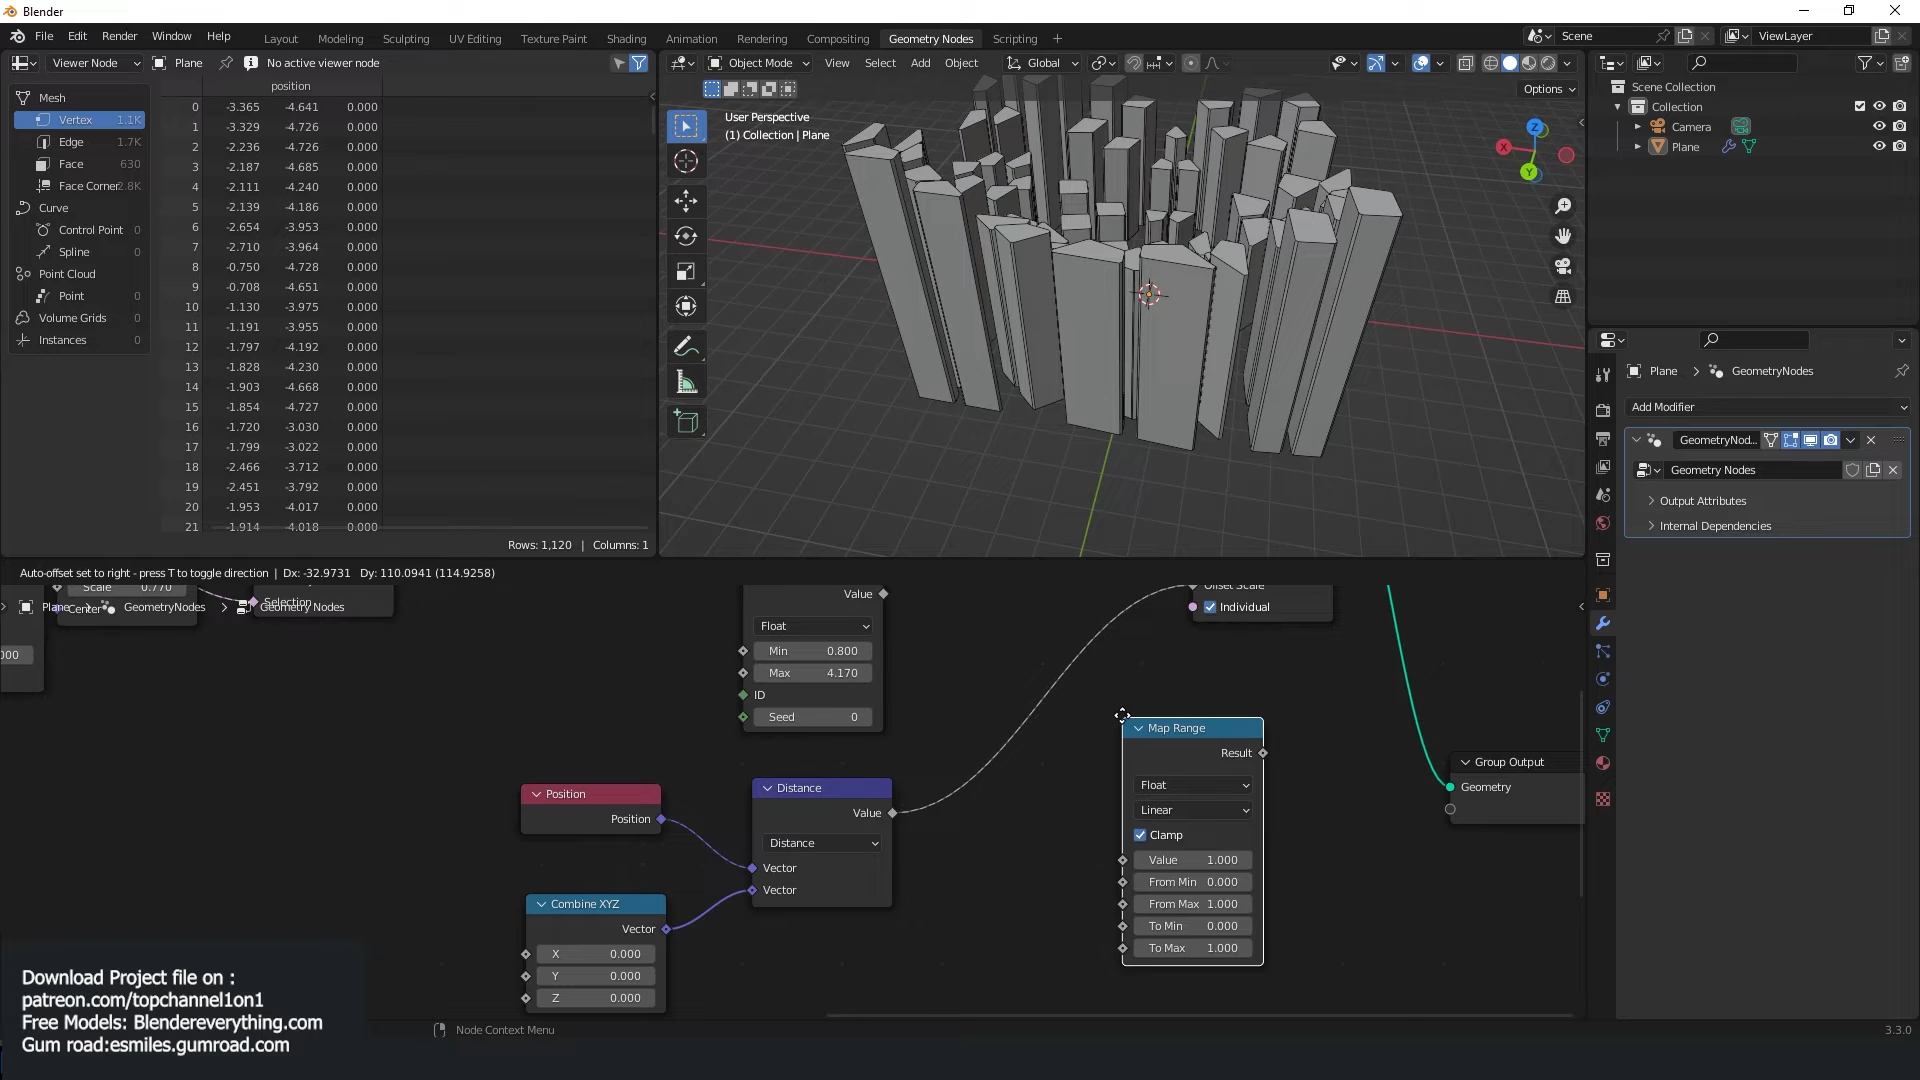 Blender
File Edit Render Window Help
Layout Modeling Sculpting UV Editing Texture Paint Shading Animation Rendering Compositing Geometry Nodes Scripting +
Scene
ViewLayer
Viewer Node
Plane
No active viewer node
position
Mesh
Vertex 1.1K
Edge 1.7K
Face 630
Face Corner 2.8K
Curve
Control Point 0
Spline 0
Point Cloud
Point 0
Volume Grids 0
Instances 0
0 -3.365 -4.641 0.000
1 -3.329 -4.726 0.000
2 -2.236 -4.726 0.000
3 -2.187 -4.685 0.000
4 -2.111 -4.240 0.000
5 -2.139 -4.186 0.000
6 -2.654 -3.953 0.000
7 -2.710 -3.964 0.000
8 -0.750 -4.728 0.000
9 -0.708 -4.651 0.000
10 -1.130 -3.975 0.000
11 -1.191 -3.955 0.000
12 -1.797 -4.192 0.000
13 -1.828 -4.230 0.000
14 -1.903 -4.668 0.000
15 -1.854 -4.727 0.000
16 -1.720 -3.030 0.000
17 -1.799 -3.022 0.000
18 -2.466 -3.712 0.000
19 -2.451 -3.792 0.000
20 -1.953 -4.017 0.000
21 -1.914 -4.018 0.000
Rows: 1,120 | Columns: 1
Object Mode View Select Add Object
Global
Options
User Perspective
(1) Collection | Plane
X
Y
Z
Scene Collection
Collection
Camera
Plane
Plane > GeometryNodes
Add Modifier
GeometryNod...
Geometry Nodes
Output Attributes
Internal Dependencies
Auto-offset set to right - press T to toggle direction | Dx: -32.9731 Dy: 110.0941 (114.9258)
Scale 0.770
Center
Selection
Plane > GeometryNodes > Geometry Nodes
000
Value
Float
Min 0.800
Max 4.170
ID
Seed 0
Offset Scale
Individual
Position
Position
Distance
Value
Distance
Vector
Vector
Combine XYZ
Vector
X 0.000
Y 0.000
Z 0.000
Map Range
Result
Float
Linear
Clamp
Value 1.000
From Min 0.000
From Max 1.000
To Min 0.000
To Max 1.000
Group Output
Geometry
Download Project file on :
patreon.com/topchannel1on1
Free Models: Blendereverything.com
Gum road:esmiles.gumroad.com
Node Context Menu
3.3.0